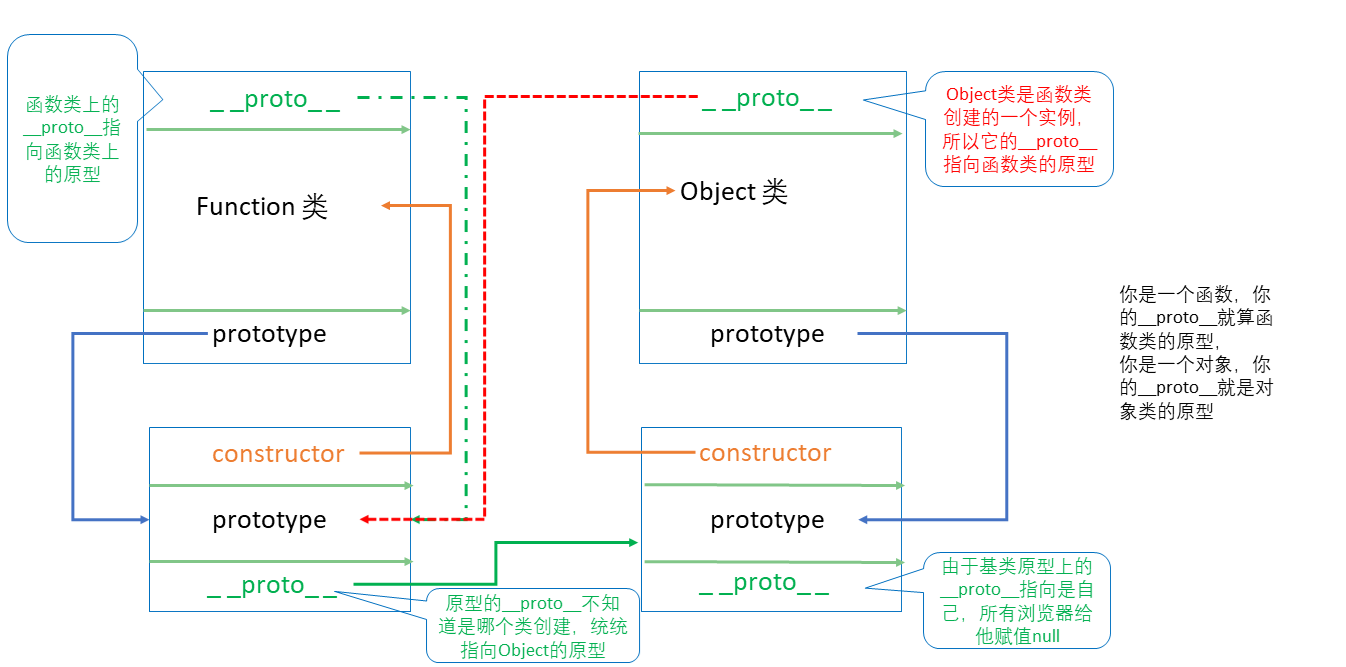 函数类上的
__proto__指
向函数类上
的原型
_ _proto_ _
Function 类
prototype
_ _proto_ _
Object 类
prototype
Object类是函数类
创建的一个实例，
所以它的__proto__
指向函数类的原型
你是一个函数，你
的__proto__就算函
数类的原型，
你是一个对象，你
的__proto__就是对
象类的原型
constructor
prototype
_ _proto_ _
原型的__proto__不知
道是哪个类创建，统统
指向Object的原型
constructor
prototype
_ _proto_ _
由于基类原型上的
__proto__指向是自
己，所有浏览器给
他赋值null